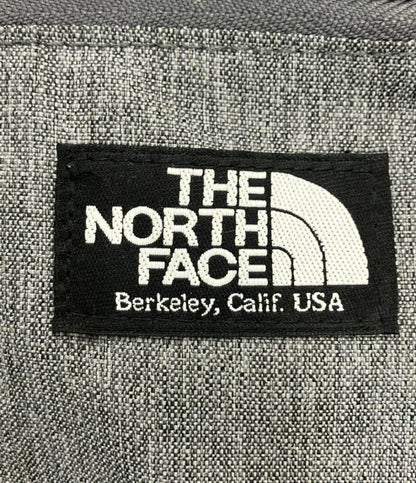 THE
NORTH
FACE
Berkeley, Calif. USA